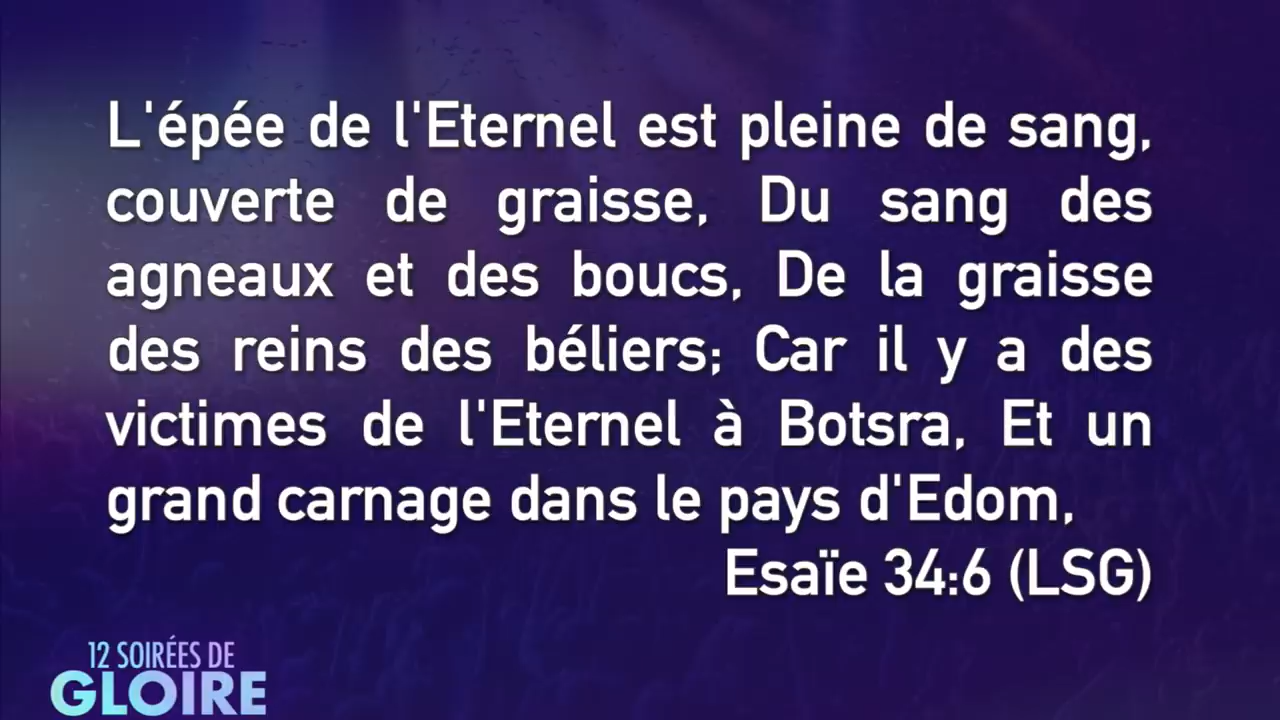 L'épée de l'Eternel est pleine de sang,
couverte de graisse, Du sang des
agneaux et des boucs, De la graisse
des reins des béliers; Car il y a des
victimes de l'Eternel à Botsra, Et un
grand carnage dans le pays d'Edom,
Esaïe 34:6 (LSG)
12 SOIRÉES DE
GLOIRE